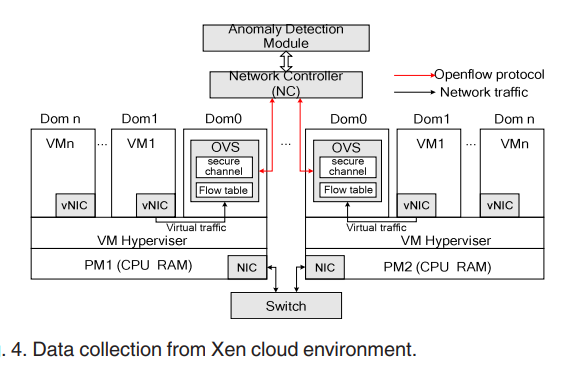 Anomaly Detection
Module
Network Controller
(NC)
Openflow protocol
Network traffic
Dom n
Dom1
Dom0
Dom0
Dom1
Dom n
VMn
...
VM1
OVS
secure
channel
Flow table
...
OVS
secure
channel
Flow table
VM1
...
VMn
vNIC
vNIC
vNIC
vNIC
Virtual traffic
Virtual traffic
VM Hyperviser
VM Hyperviser
PM1 (CPU RAM)
NIC
NIC
PM2 (CPU RAM)
Switch
. 4. Data collection from Xen cloud environment.